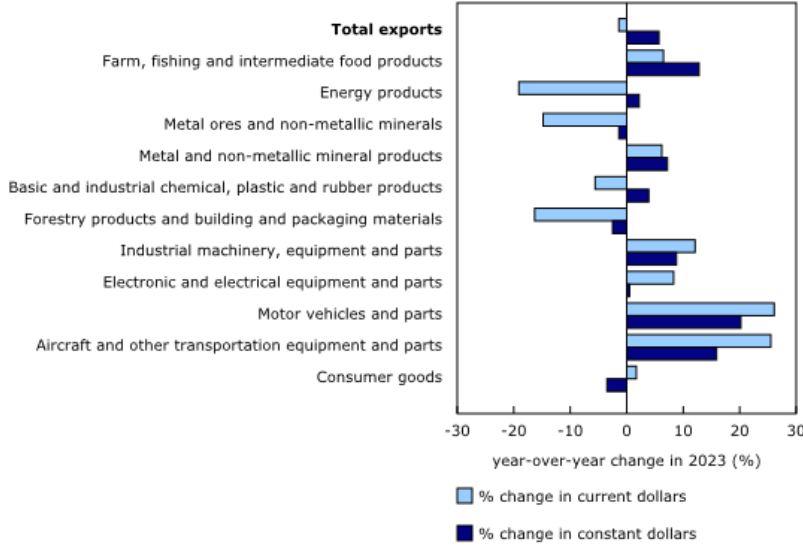 Total exports
Farm, fishing and intermediate food products
Energy products
Metal ores and non-metallic minerals
Metal and non-metallic mineral products
Basic and industrial chemical, plastic and rubber products
Forestry products and building and packaging materials
Industrial machinery, equipment and parts
Electronic and electrical equipment and parts
Motor vehicles and parts
Aircraft and other transportation equipment and parts
Consumer goods
-30 -20 -10 0 10 20 30
year-over-year change in 2023 (%)
% change in current dollars
% change in constant dollars